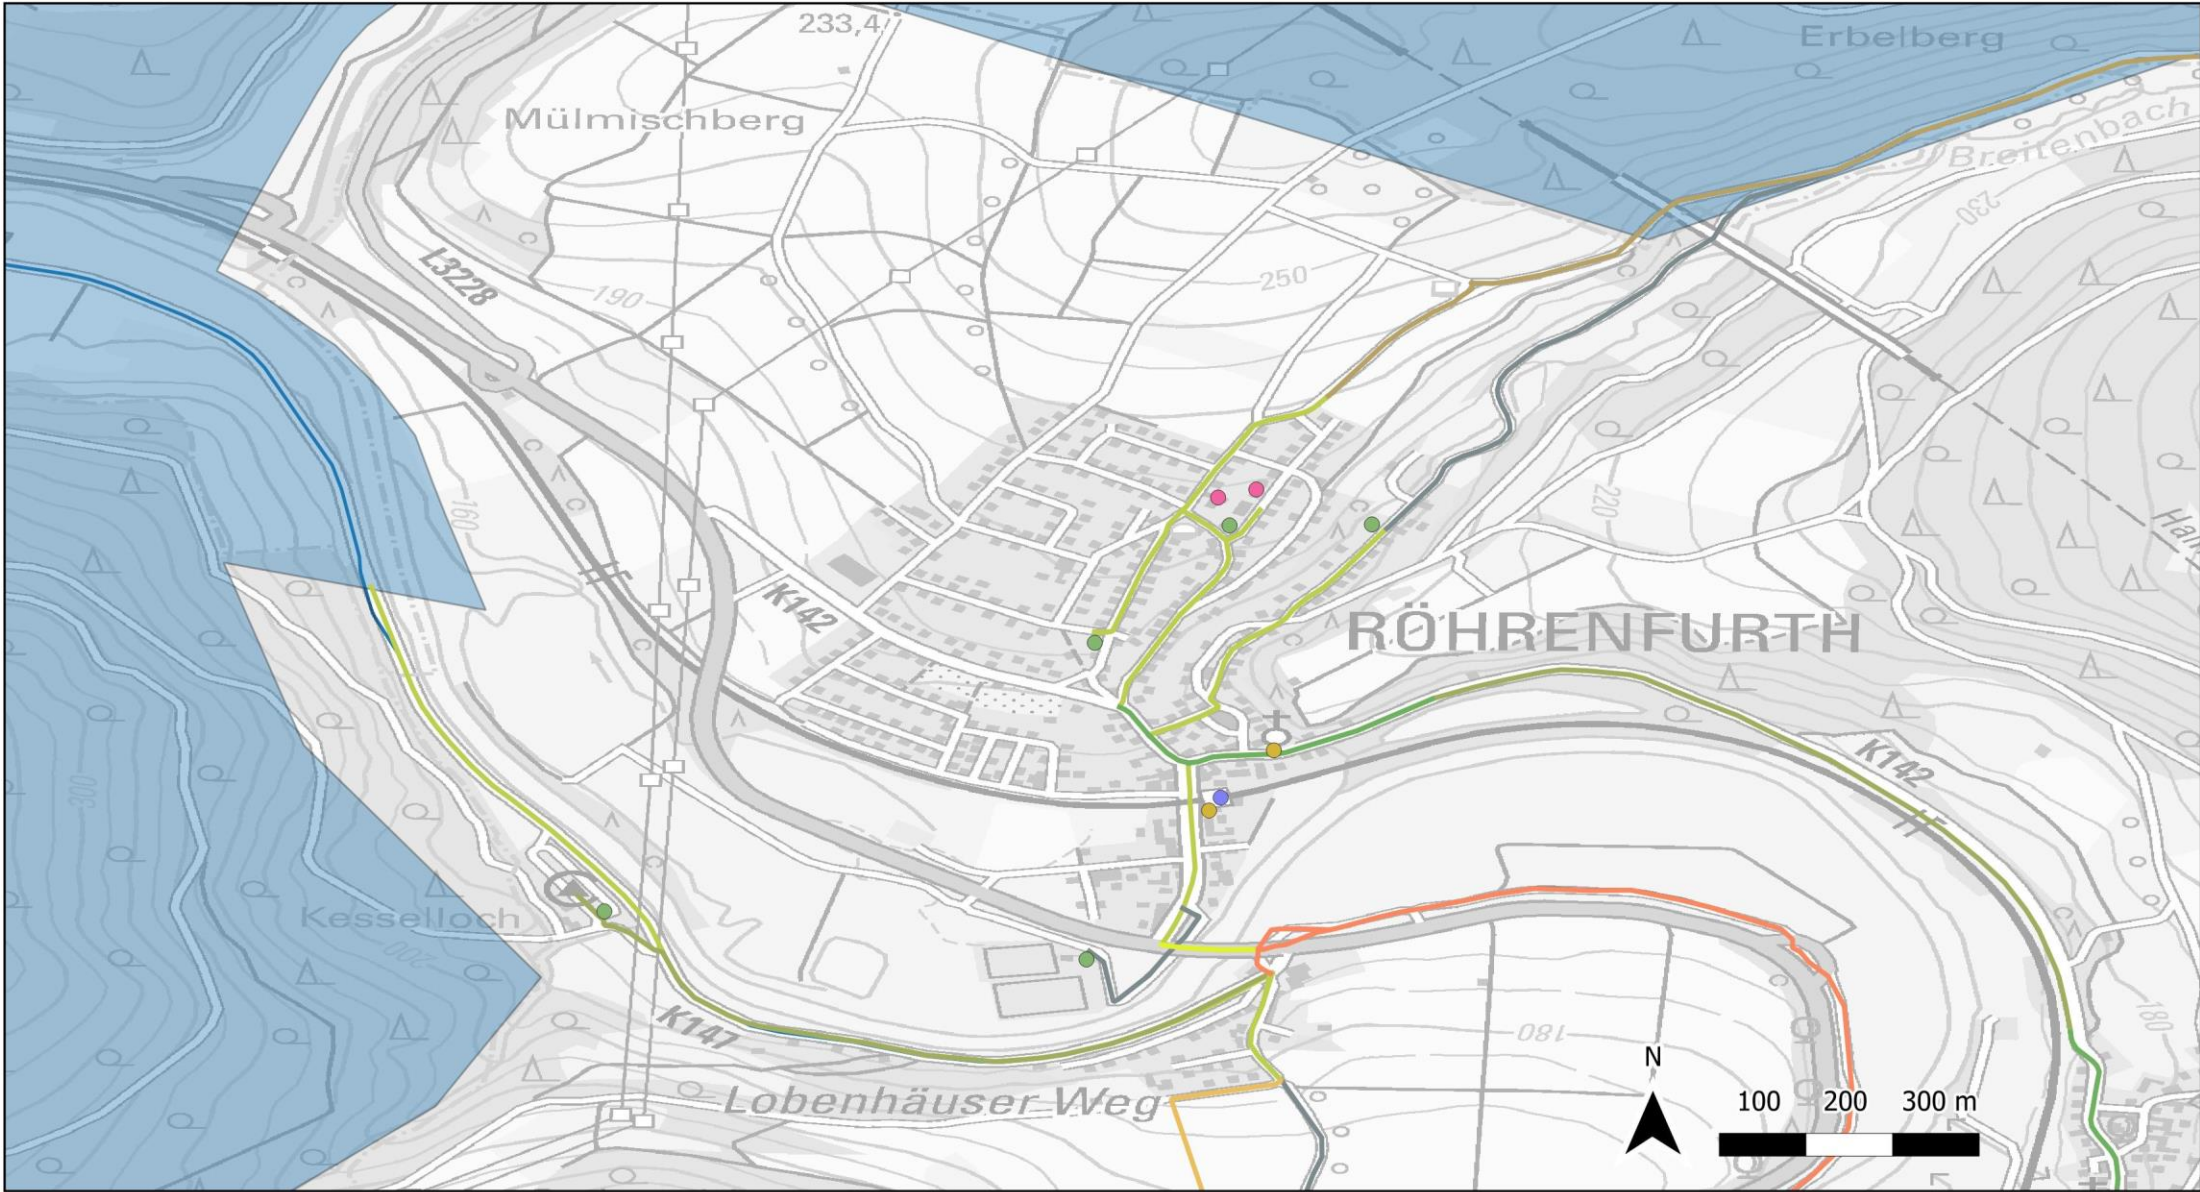 233,4
Erbelberg
Mülmischberg
Breitenbach
230
L3228
190
250
160
220
K142
RÖHRENFURTH
300
K142
Kesselloch
200
K147
180
180
N
Lobenhäuser Weg
100 200 300 m